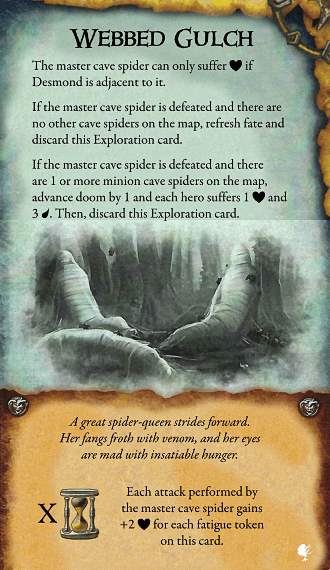 Webbed Gulch
The master cave spider can only suffer ♥ if
Desmond is adjacent to it.
If the master cave spider is defeated and there are
no other cave spiders on the map, refresh fate and
discard this Exploration card.
If the master cave spider is defeated and there
are 1 or more minion cave spiders on the map,
advance doom by 1 and each hero suffers 1 ♥ and
3 . Then, discard this Exploration card.
A great spider-queen strides forward.
Her fangs froth with venom, and her eyes
are mad with insatiable hunger.
X
Each attack performed by
the master cave spider gains
+2 ♥ for each fatigue token
on this card.